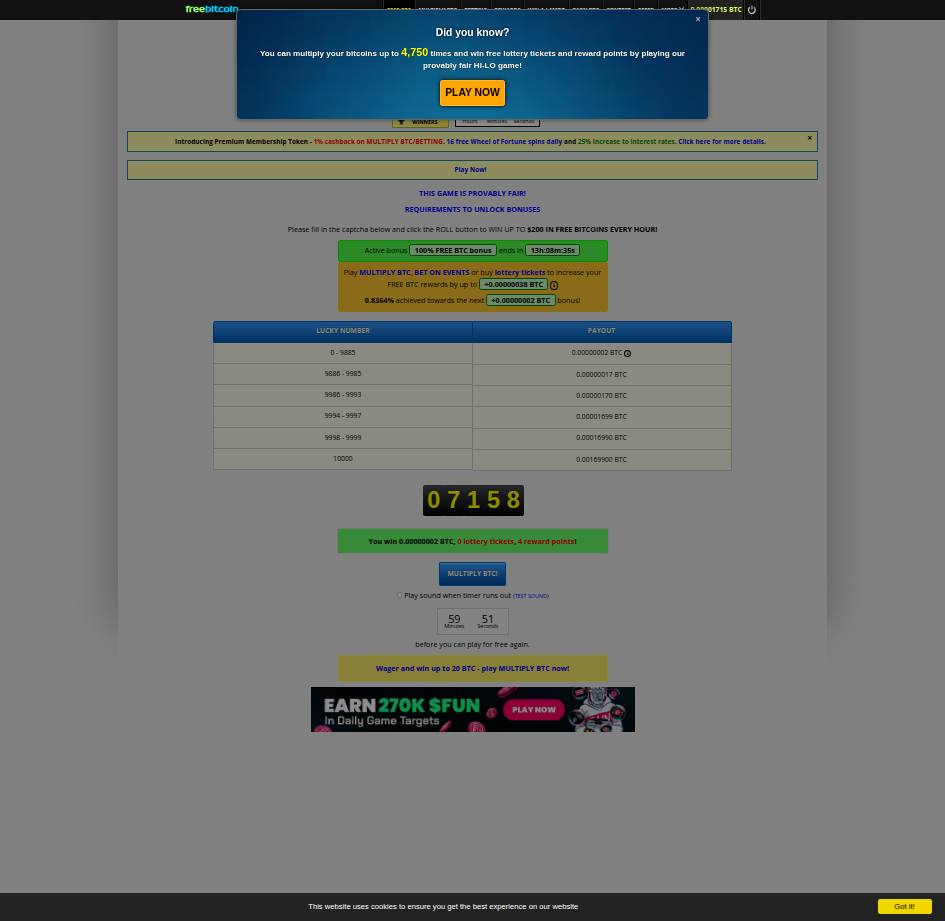 freebitcoin
Did you know?
You can multiply your bitcoins up to 4,750 times and win free lottery tickets and reward points by playing our
provably fair HI-LO game!
PLAY NOW
WINNERS
Hours Minutes Seconds
Introducing Premium Membership Token - 1% cashback on MULTIPLY BTC/BETTING. 16 free Wheel of Fortune spins daily and 25% increase to interest rates. Click here for more details.
Play Now!
THIS GAME IS PROVABLY FAIR!
REQUIREMENTS TO UNLOCK BONUSES
Please fill in the captcha below and click the ROLL button to WIN UP TO $200 IN FREE BITCOINS EVERY HOUR!
Active bonus 100% FREE BTC bonus ends in 13h:08m:35s
Play MULTIPLY BTC, BET ON EVENTS or buy lottery tickets to increase your
FREE BTC rewards by up to +0.00000038 BTC
0.8364% achieved towards the next +0.00000002 BTC bonus!
LUCKY NUMBER PAYOUT
0 - 9885 0.00000002 BTC
9886 - 9985 0.00000017 BTC
9986 - 9993 0.00000170 BTC
9994 - 9997 0.00001699 BTC
9998 - 9999 0.00016990 BTC
10000 0.00169900 BTC
07158
You win 0.00000002 BTC, 0 lottery tickets, 4 reward points!
MULTIPLY BTC!
Play sound when timer runs out (TEST SOUND)
59 51
Minutes Seconds
before you can play for free again.
Wager and win up to 20 BTC - play MULTIPLY BTC now!
EARN 270K $FUN
In Daily Game Targets
PLAY NOW
This website uses cookies to ensure you get the best experience on our website
Got it!